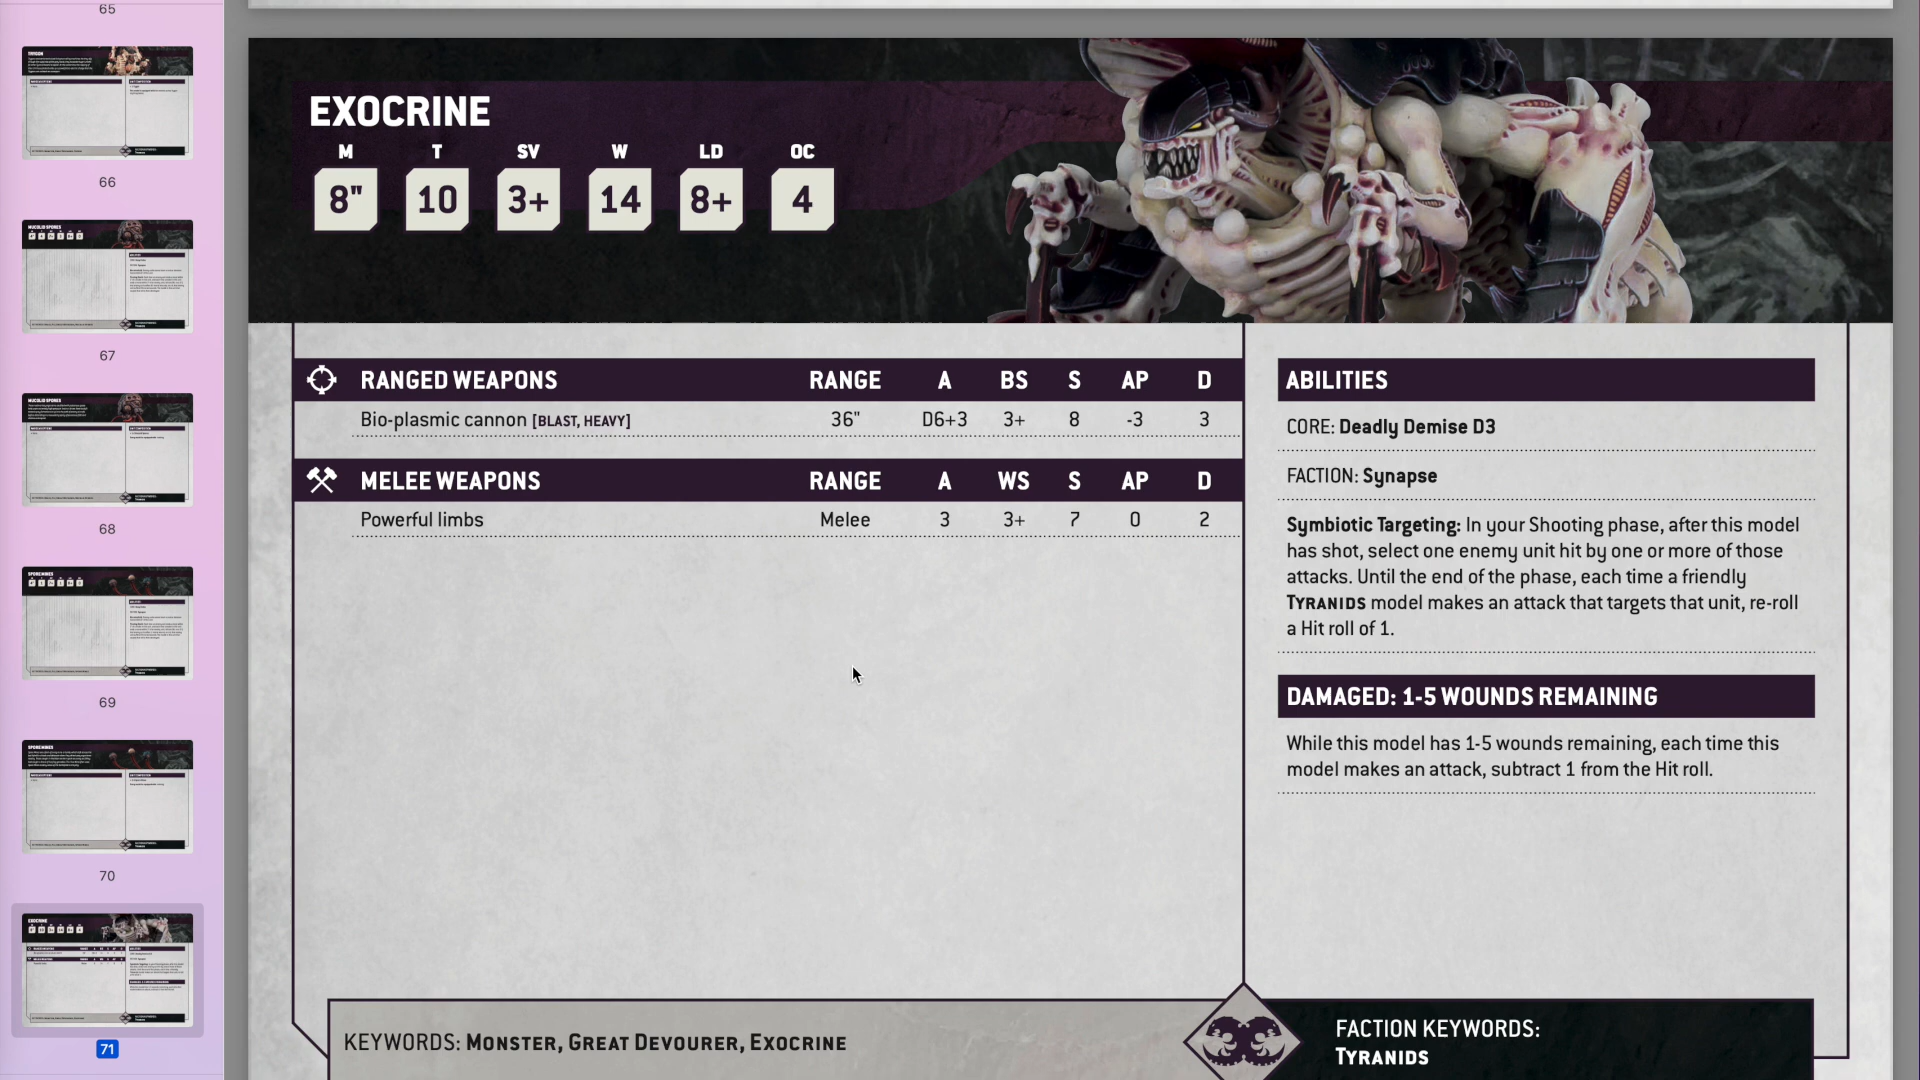 65
66
67
68
69
70
71
EXOCRINE
M T SV W LD OC
8" 10 3+ 14 8+ 4
RANGED WEAPONS RANGE A BS S AP D
Bio-plasmic cannon [BLAST, HEAVY] 36" D6+3 3+ 8 -3 3
MELEE WEAPONS RANGE A WS S AP D
Powerful limbs Melee 3 3+ 7 0 2
ABILITIES
CORE: Deadly Demise D3
FACTION: Synapse
Symbiotic Targeting: In your Shooting phase, after this model
has shot, select one enemy unit hit by one or more of those
attacks. Until the end of the phase, each time a friendly
TYRANIDS model makes an attack that targets that unit, re-roll
a Hit roll of 1.
DAMAGED: 1-5 WOUNDS REMAINING
While this model has 1-5 wounds remaining, each time this
model makes an attack, subtract 1 from the Hit roll.
KEYWORDS: MONSTER, GREAT DEVOURER, EXOCRINE
FACTION KEYWORDS:
TYRANIDS